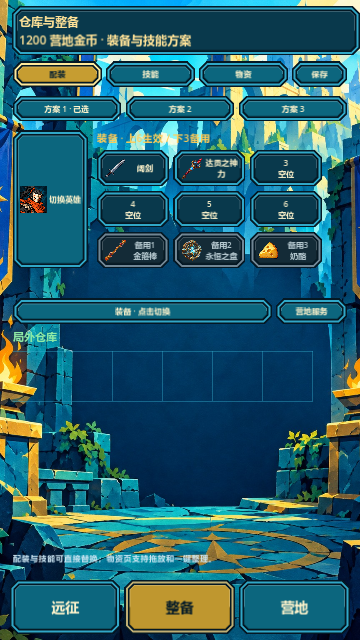 仓库与整备
1200 营地金币 · 装备与技能方案
配装
技能
物资
保存
方案 1 · 已选
方案 2
方案 3
切换英雄
阔剑
达贡之神力
3
空位
4
空位
5
空位
6
空位
备用1
金箍棒
备用2
永恒之盘
备用3
奶酪
装备 · 点击切换
营地服务
局外仓库
配装与技能可直接替换；物资页支持拖放和一键整理。
远征
整备
营地